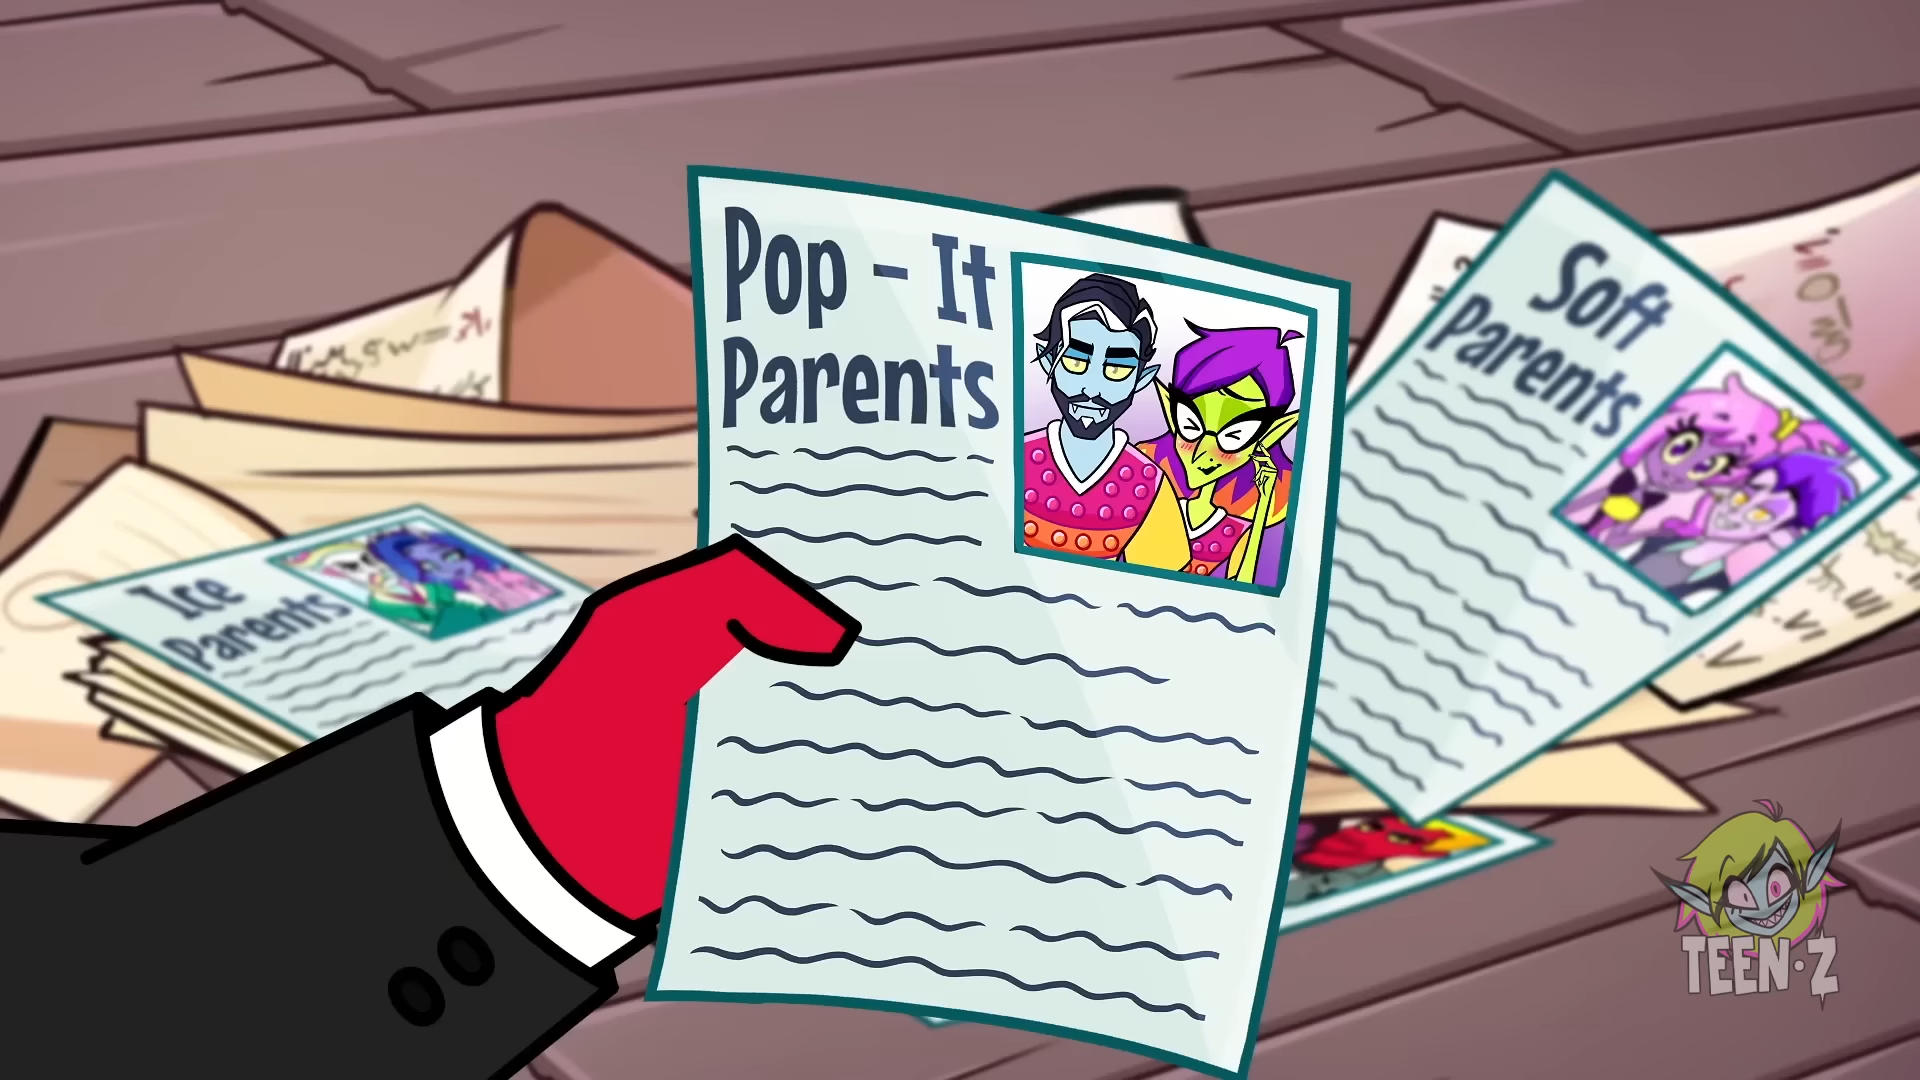 Pop - It
Parents
Soft
Parents
Ice
Parents
TEEN·Z